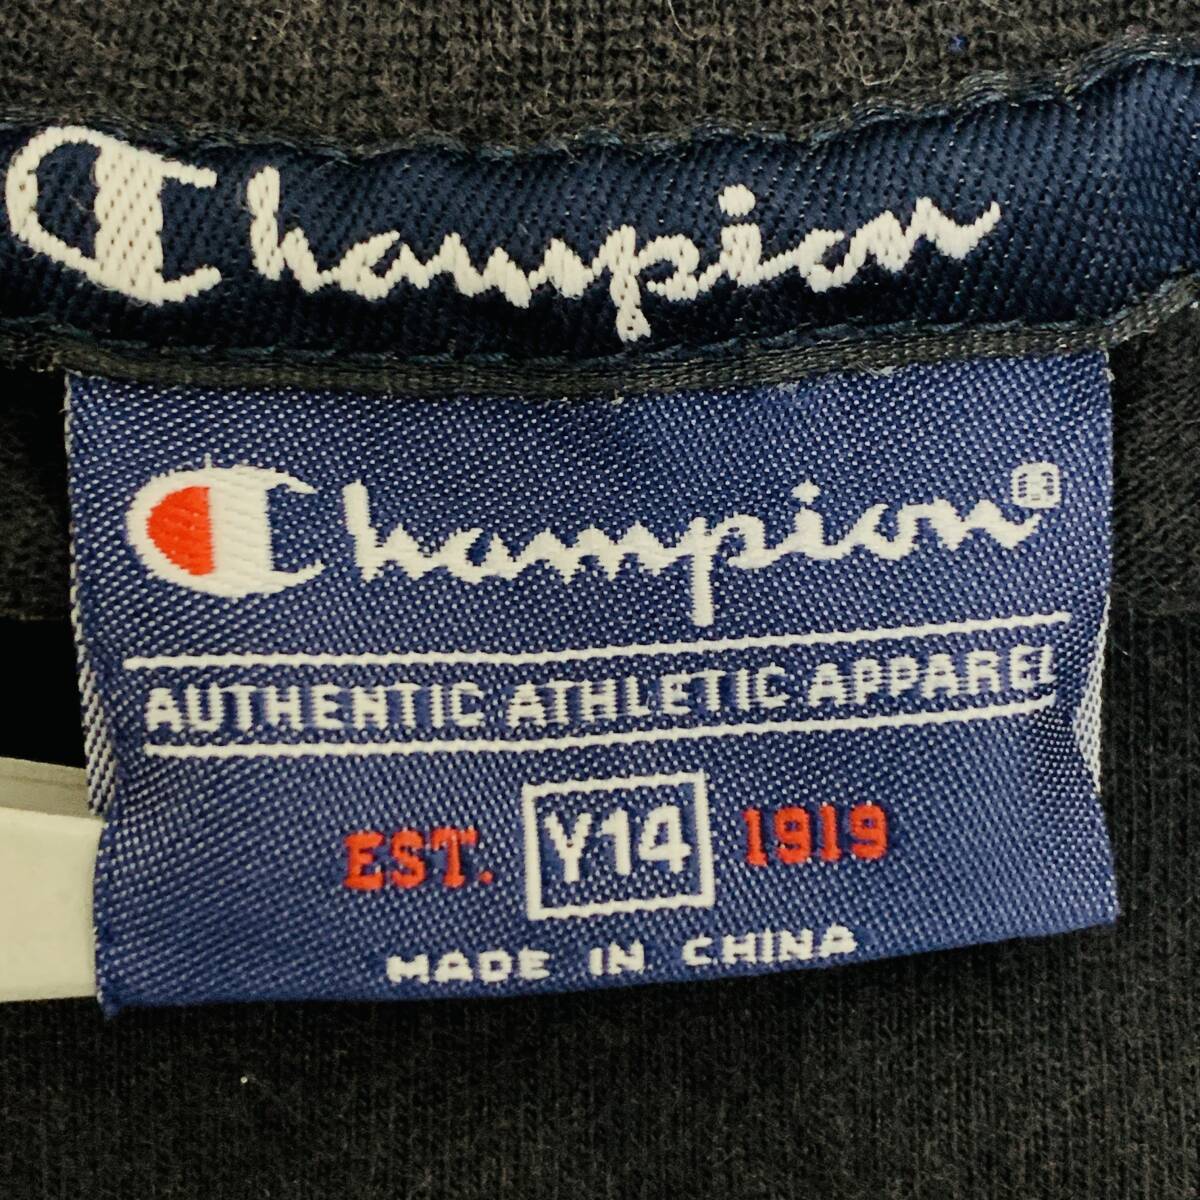 Champion
Champion®
AUTHENTIC ATHLETIC APPAREL
EST. Y14 1919
MADE IN CHINA